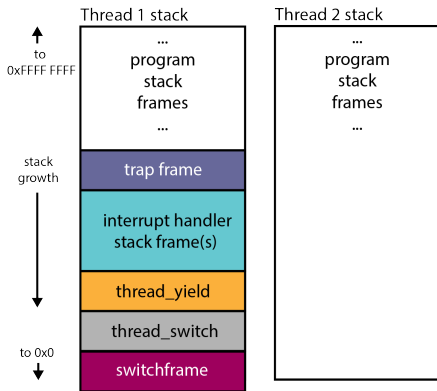 Thread 1 stack
Thread 2 stack
to
0xFFFF FFFF
...
program
stack
frames
...
...
program
stack
frames
...
stack
growth
trap frame
interrupt handler
stack frame(s)
thread_yield
thread_switch
to 0x0
switchframe